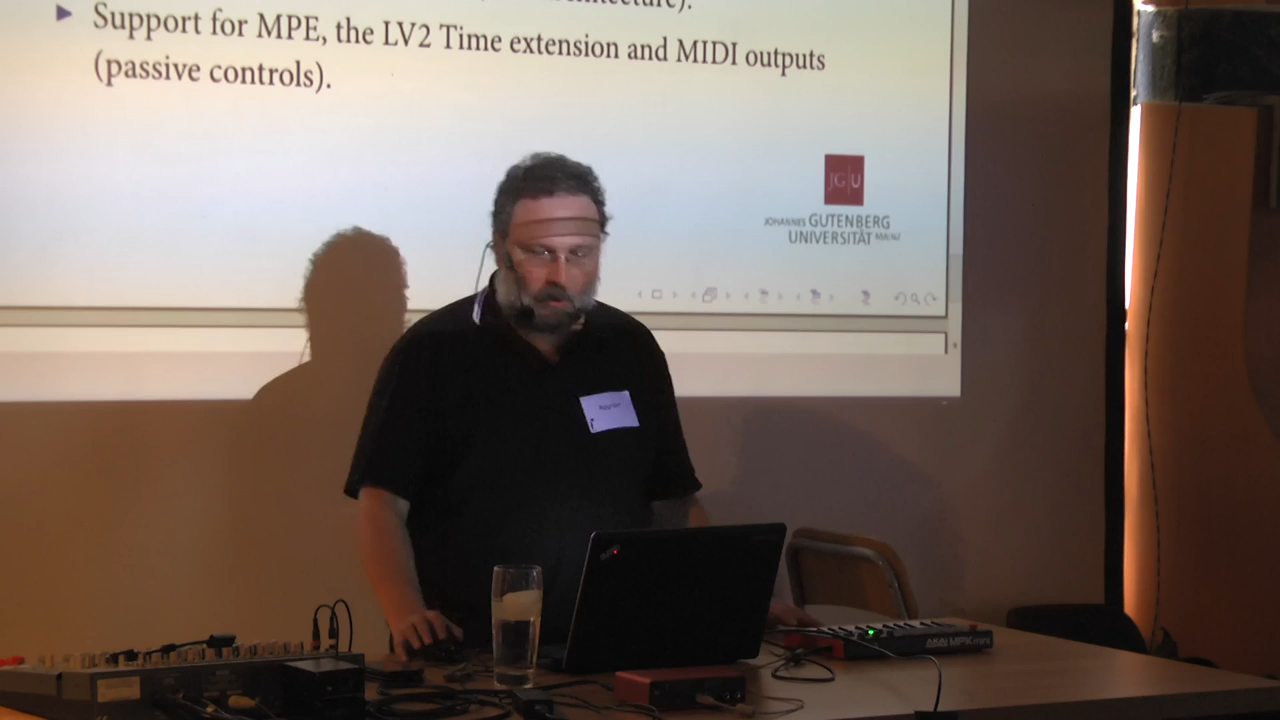 Support for MPE, the LV2 Time extension and MIDI outputs
(passive controls).
JG|U
JOHANNES GUTENBERG
UNIVERSITÄT MAINZ
AKAI MPK mini